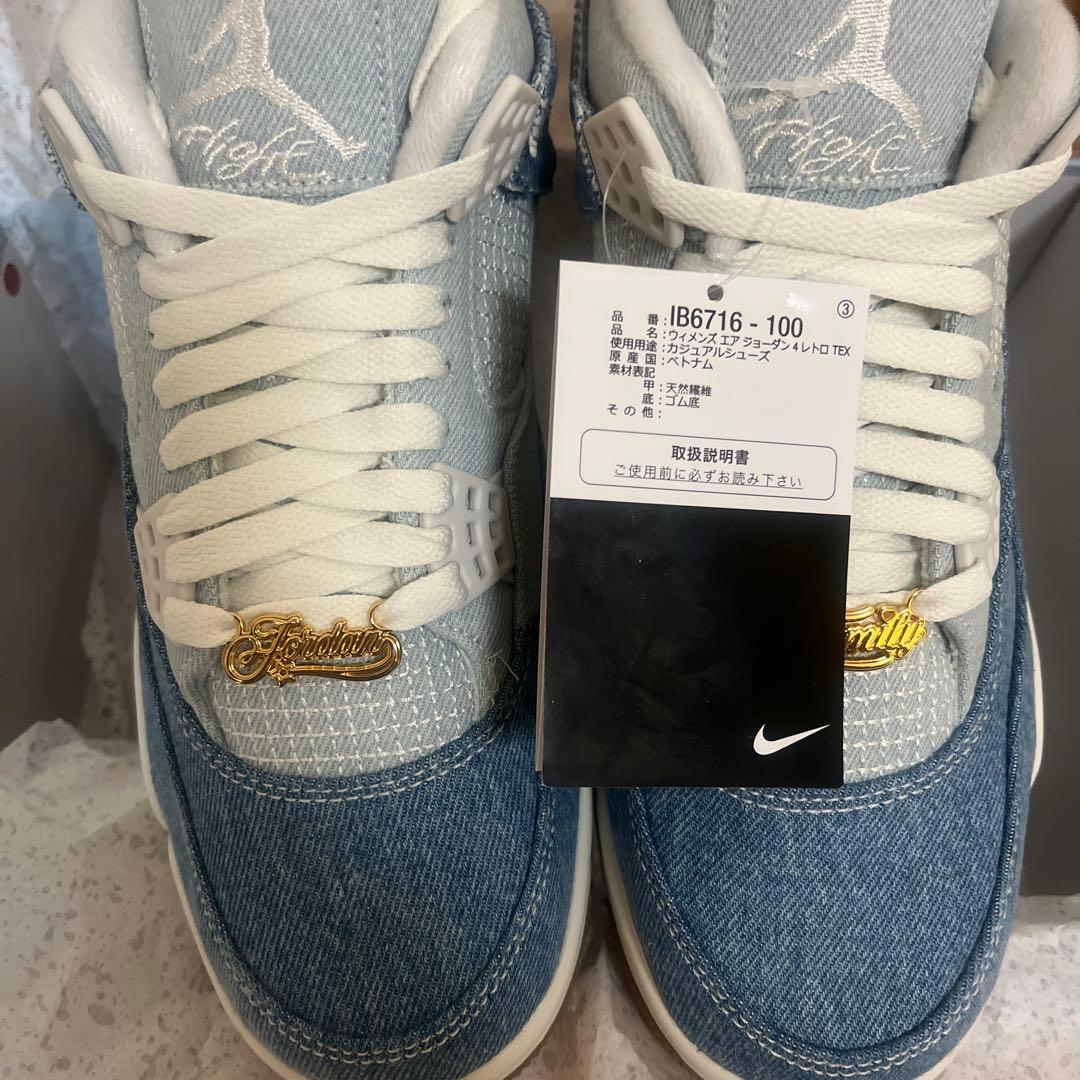 Flight
Flight
③
品 番 : IB6716 - 100
品 名 : ウィメンズ エア ジョーダン 4 レトロ TEX
使用用途 : カジュアルシューズ
原 産 国 : ベトナム
素材表記
甲 : 天然繊維
底 : ゴム底
そ の 他 :
取扱説明書
ご使用前に必ずお読み下さい
Jordan
mily